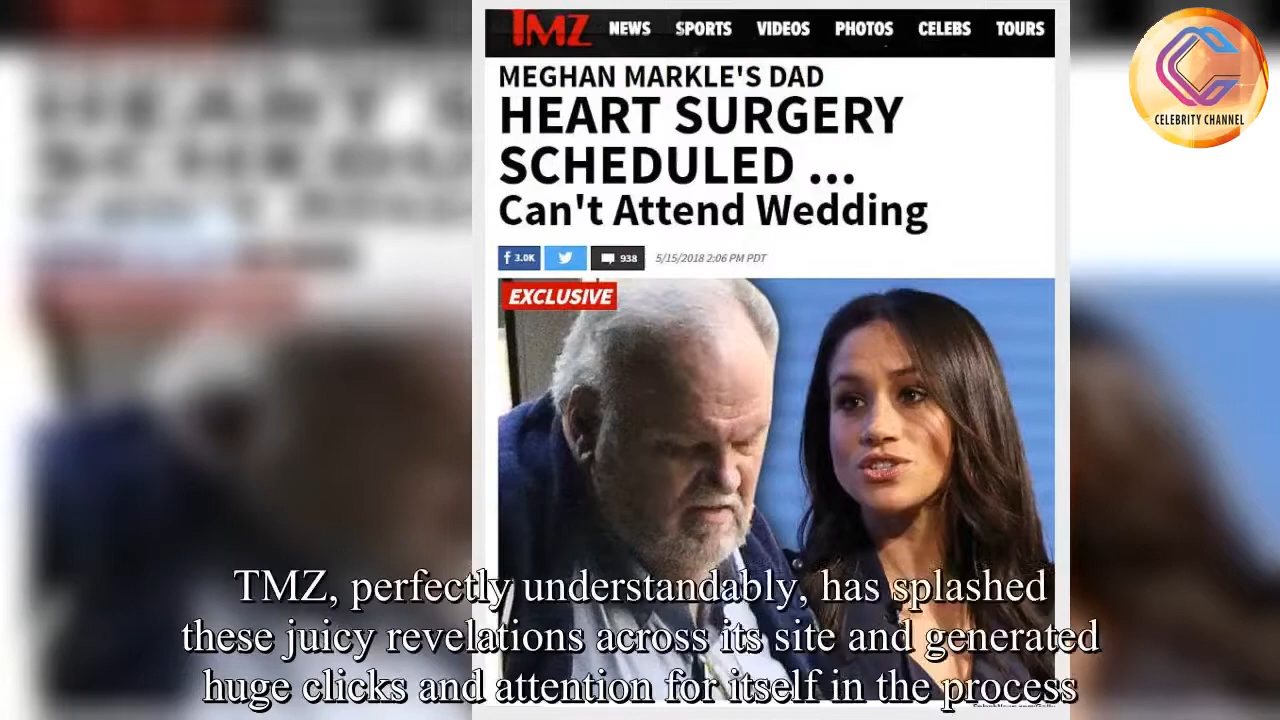 TMZ NEWS SPORTS VIDEOS PHOTOS CELEBS TOURS
CELEBRITY CHANNEL
MEGHAN MARKLE'S DAD
HEART SURGERY
SCHEDULED ...
Can't Attend Wedding
f 3.0K 938 5/15/2018 2:06 PM PDT
EXCLUSIVE
TMZ, perfectly understandably, has splashed
these juicy revelations across its site and generated
huge clicks and attention for itself in the process